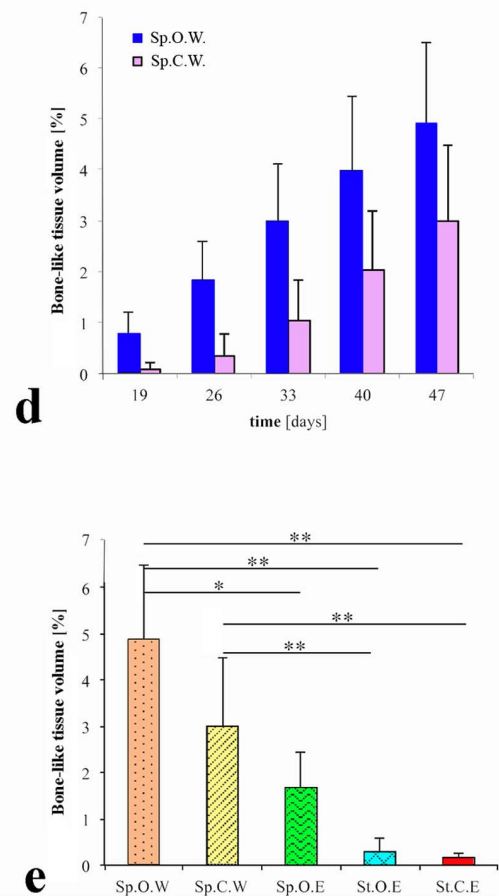 7
Sp.O.W.
Sp.C.W.
6
5
4
3
2
1
0
Bone-like tissue volume [%]
19 26 33 40 47
time [days]
d
7
6
5
4
3
2
1
0
Bone-like tissue volume [%]
**
**
*
**
**
Sp.O.W Sp.C.W Sp.O.E St.O.E St.C.E
e